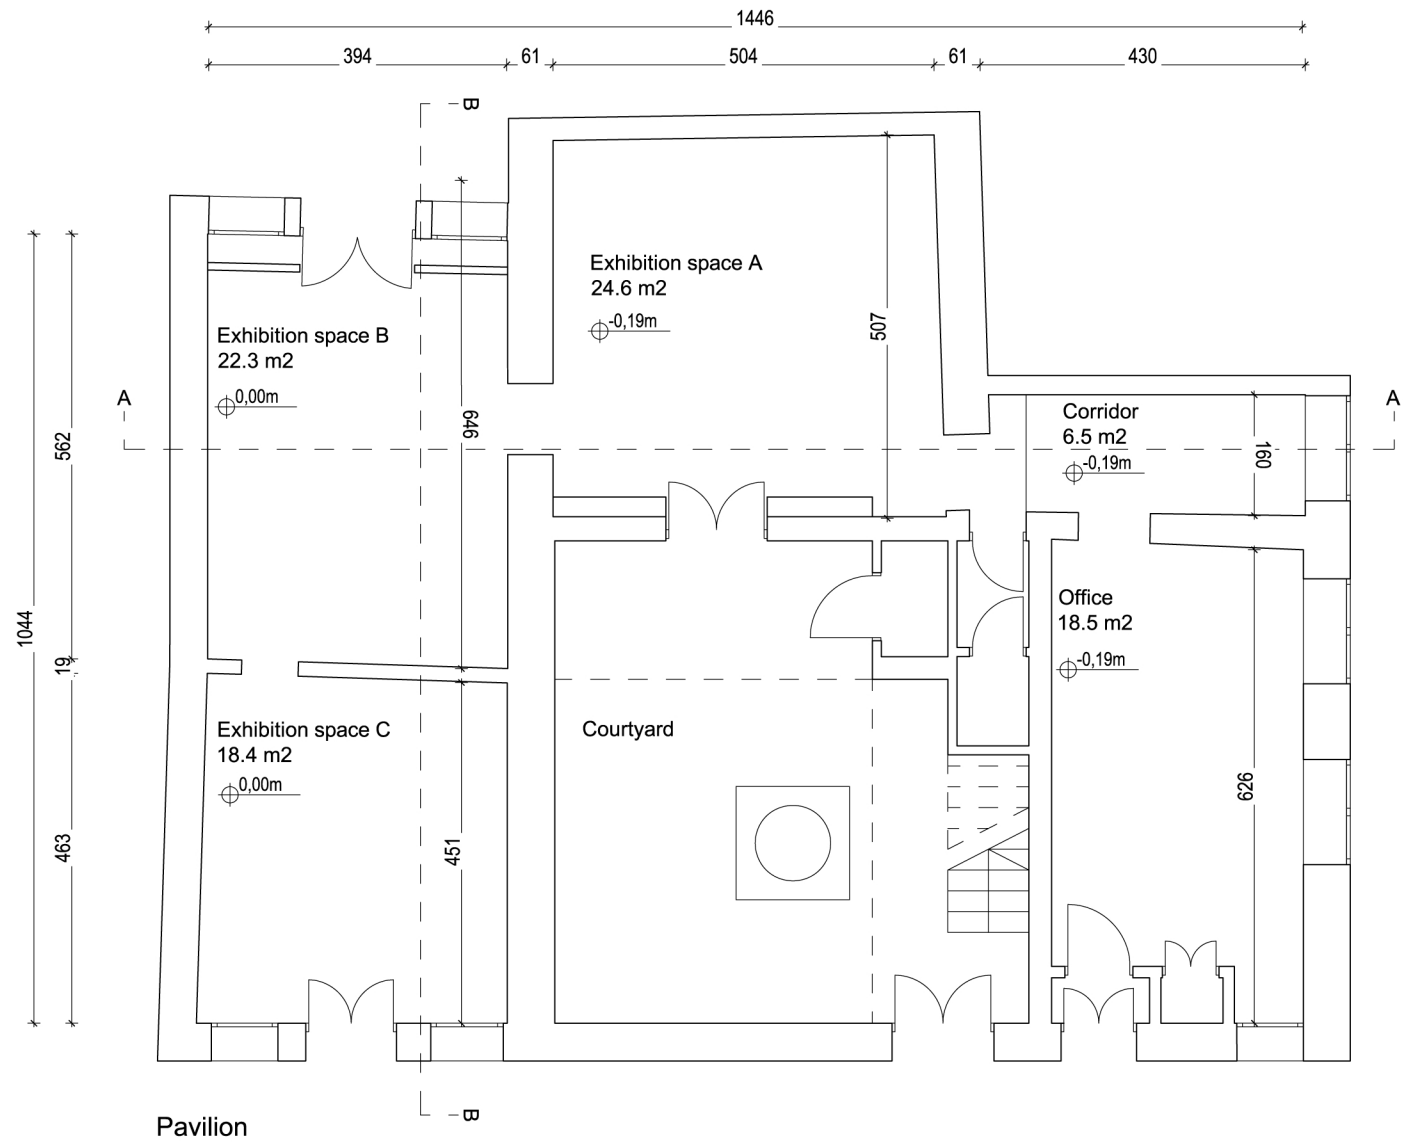 1446
394
61
504
61
430
B
Exhibition space A
24.6 m2
-0,19m
507
Exhibition space B
22.3 m2
0,00m
646
A
A
Corridor
6.5 m2
-0,19m
160
562
1044
19
463
Office
18.5 m2
-0,19m
626
Exhibition space C
18.4 m2
0,00m
451
Courtyard
B
Pavilion